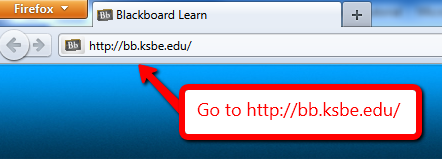 Firefox
Bb Blackboard Learn
Bb http://bb.ksbe.edu/
Go to http://bb.ksbe.edu/